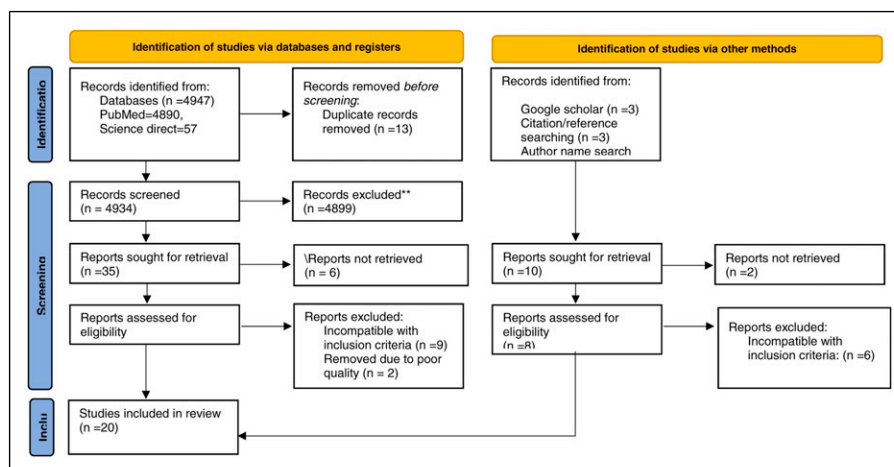 Identification of studies via databases and registers
Identification of studies via other methods
Identificatio
Records identified from:
Databases (n =4947)
PubMed=4890,
Science direct=57
Records removed before
screening:
Duplicate records
removed (n =13)
Records identified from:
Google scholar (n =3)
Citation/reference
searching (n =3)
Author name search
Screening
Records screened
(n = 4934)
Records excluded**
(n =4899)
Reports sought for retrieval
(n =35)
\Reports not retrieved
(n = 6)
Reports sought for retrieval
(n =10)
Reports not retrieved
(n =2)
Reports assessed for
eligibility
Reports excluded:
Incompatible with
inclusion criteria (n =9)
Removed due to poor
quality (n = 2)
Reports assessed for
eligibility
(n =8)
Reports excluded:
Incompatible with
inclusion criteria: (n =6)
Inclu
Studies included in review
(n =20)